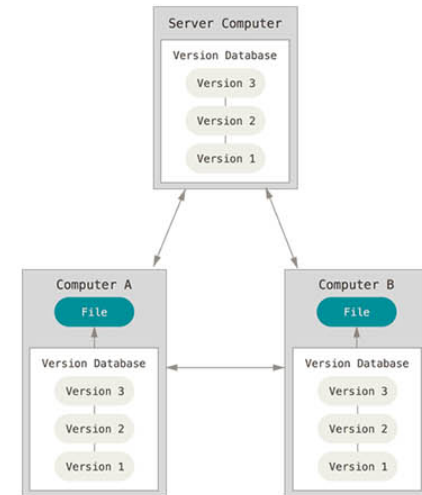 Server Computer
Version Database
Version 3
Version 2
Version 1
Computer A
File
Version Database
Version 3
Version 2
Version 1
Computer B
File
Version Database
Version 3
Version 2
Version 1